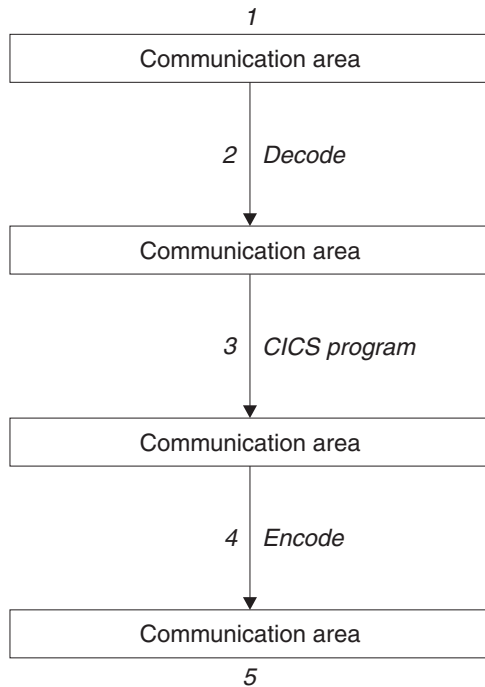 1
Communication area
2 Decode
Communication area
3 CICS program
Communication area
4 Encode
Communication area
5